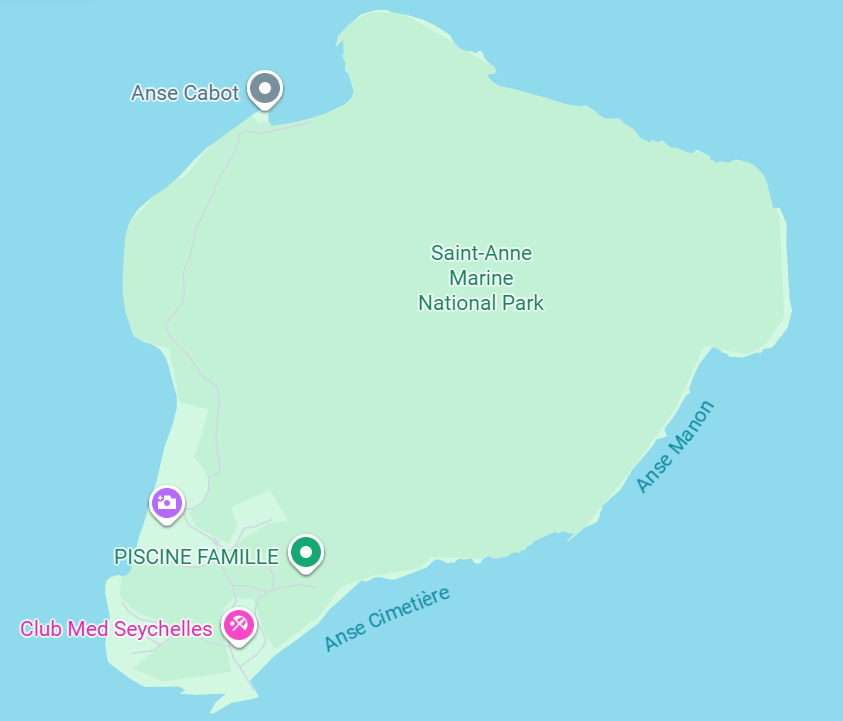 Anse Cabot
Saint-Anne
Marine
National Park
Anse Manon
PISCINE FAMILLE
Anse Cimetière
Club Med Seychelles